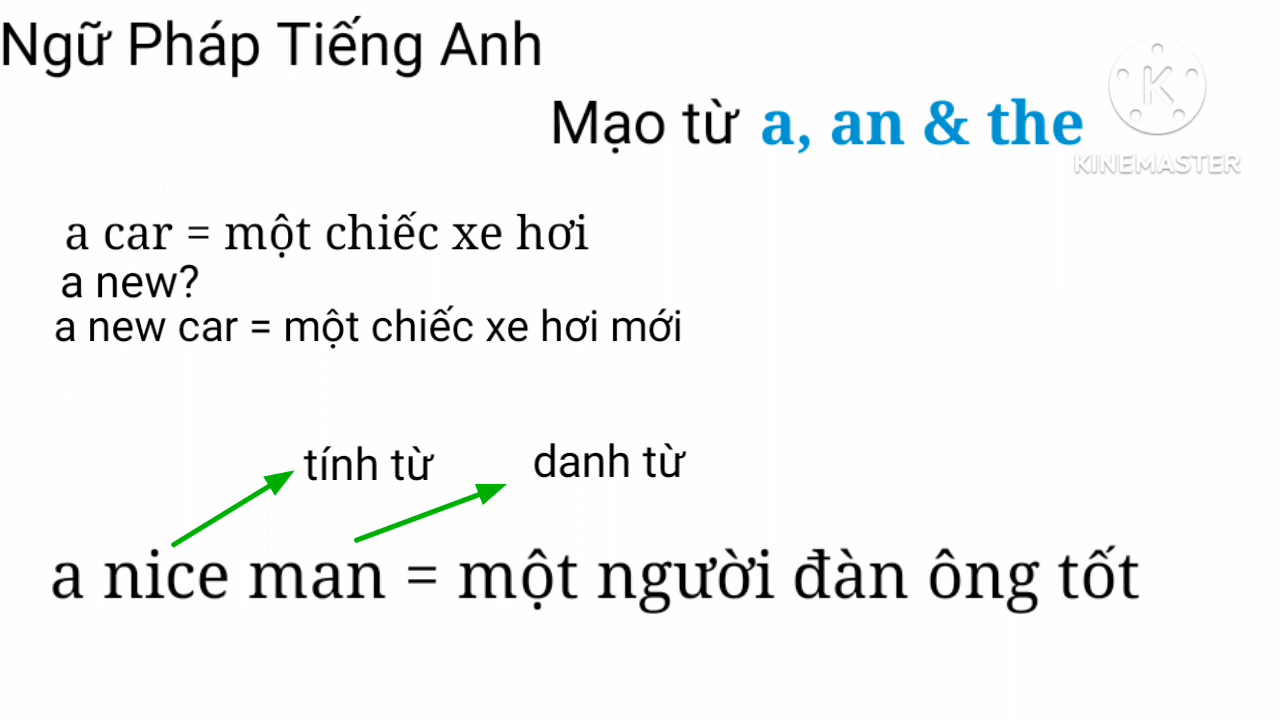 Ngữ Pháp Tiếng Anh
Mạo từ a, an & the
KINEMASTER
a car = một chiếc xe hơi
a new?
a new car = một chiếc xe hơi mới
tính từ danh từ
a nice man = một người đàn ông tốt